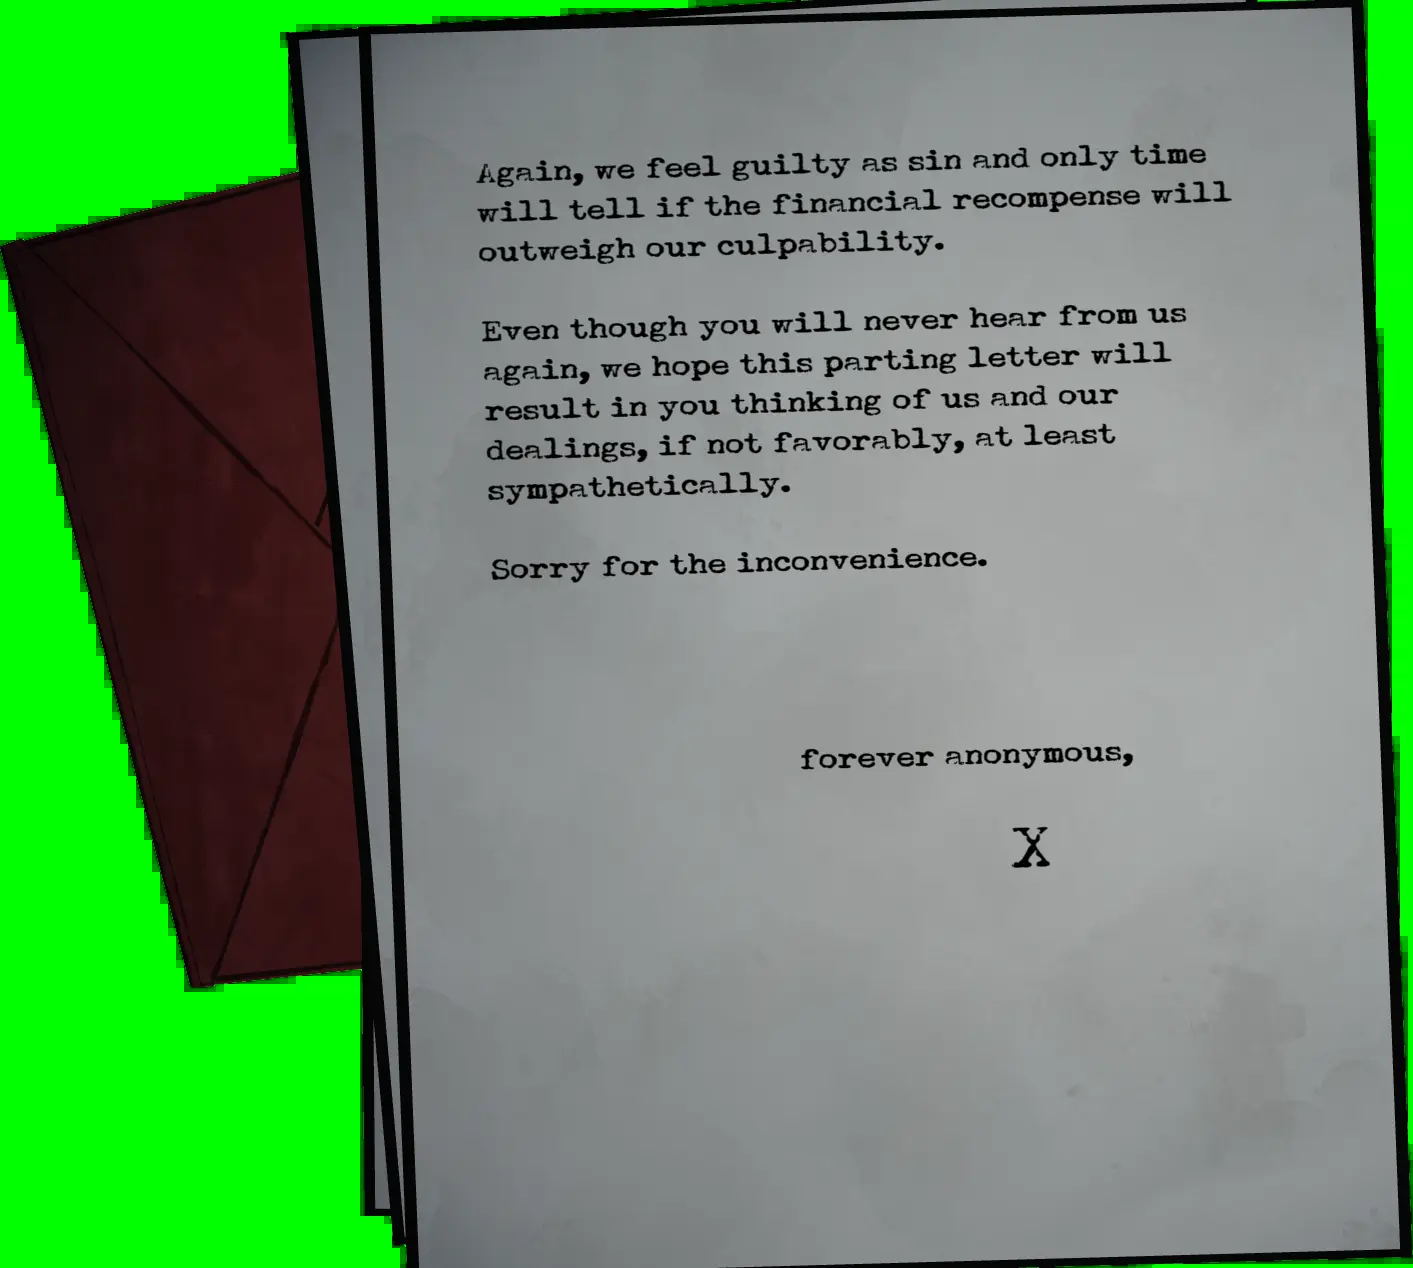 Again, we feel guilty as sin and only time
will tell if the financial recompense will
outweigh our culpability.
Even though you will never hear from us
again, we hope this parting letter will
result in you thinking of us and our
dealings, if not favorably, at least
sympathetically.
Sorry for the inconvenience.
forever anonymous,
X